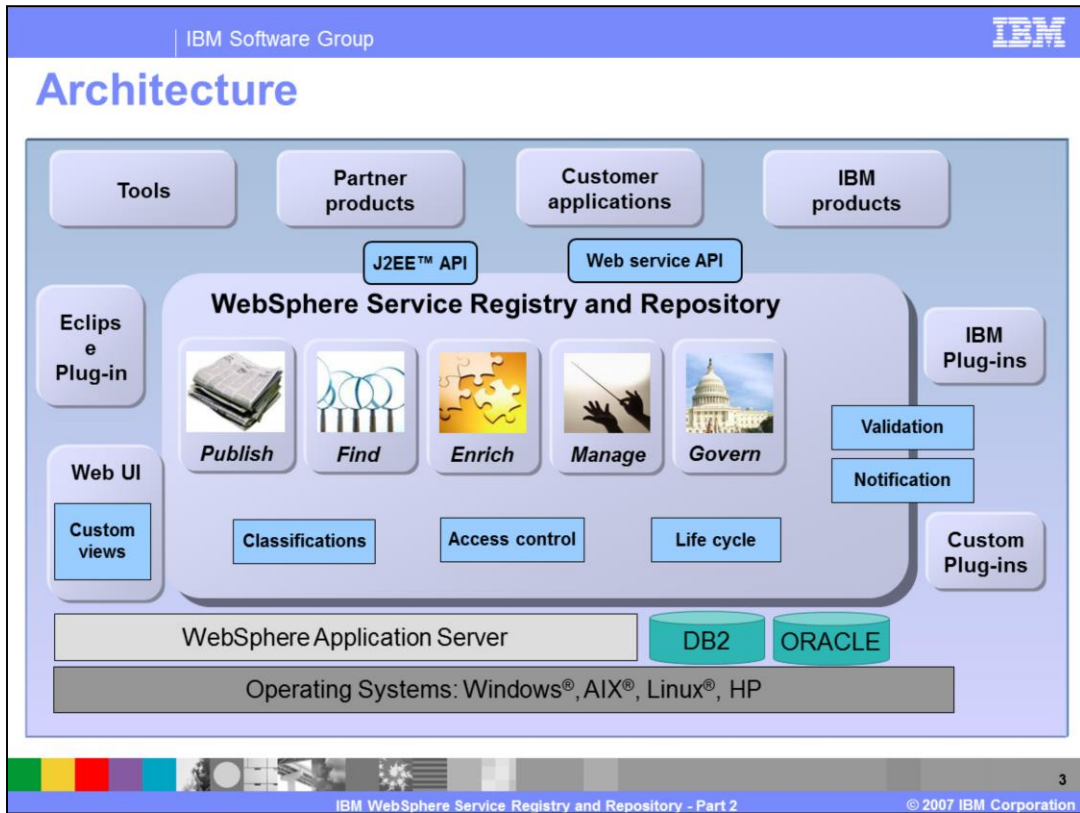 IBM Software Group
IBM
Architecture
Tools
Partner
products
Customer
applications
IBM
products
J2EE™ API
Web service API
WebSphere Service Registry and Repository
Eclips
e
Plug-in
IBM
Plug-ins
Publish
Find
Enrich
Manage
Govern
Validation
Notification
Web UI
Custom
views
Classifications
Access control
Life cycle
Custom
Plug-ins
WebSphere Application Server
DB2
ORACLE
Operating Systems: Windows®, AIX®, Linux®, HP
3
IBM WebSphere Service Registry and Repository - Part 2
© 2007 IBM Corporation